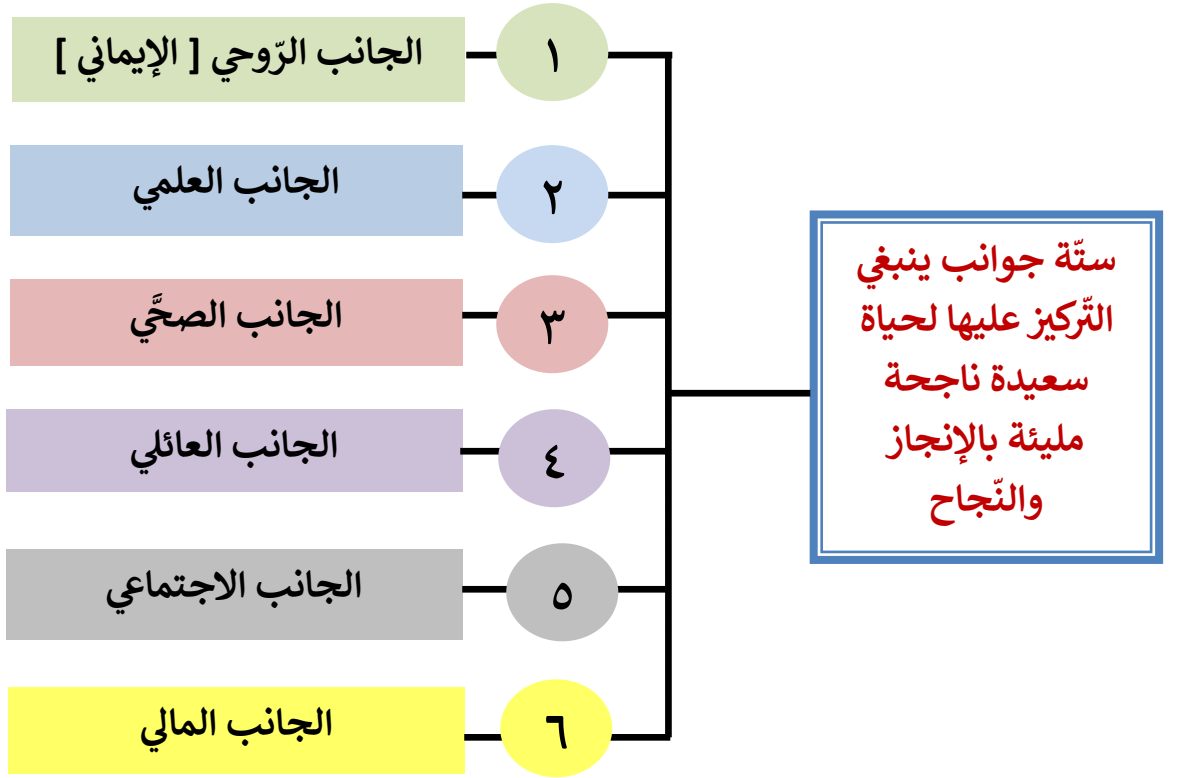 ستّة جوانب ينبغي
التّركيز عليها لحياة
سعيدة ناجحة
مليئة بالإنجاز
والنّجاح
١ الجانب الرّوحي [ الإيماني ]
٢ الجانب العلمي
٣ الجانب الصحَّي
٤ الجانب العائلي
٥ الجانب الاجتماعي
٦ الجانب المالي